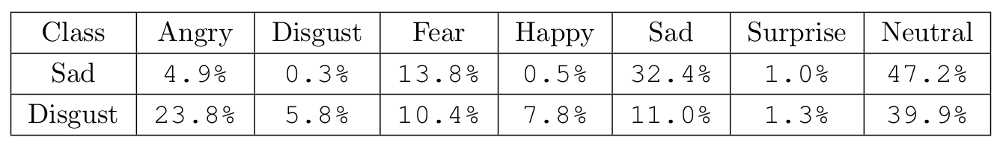 Class Angry Disgust Fear Happy Sad Surprise Neutral
Sad 4.9% 0.3% 13.8% 0.5% 32.4% 1.0% 47.2%
Disgust 23.8% 5.8% 10.4% 7.8% 11.0% 1.3% 39.9%